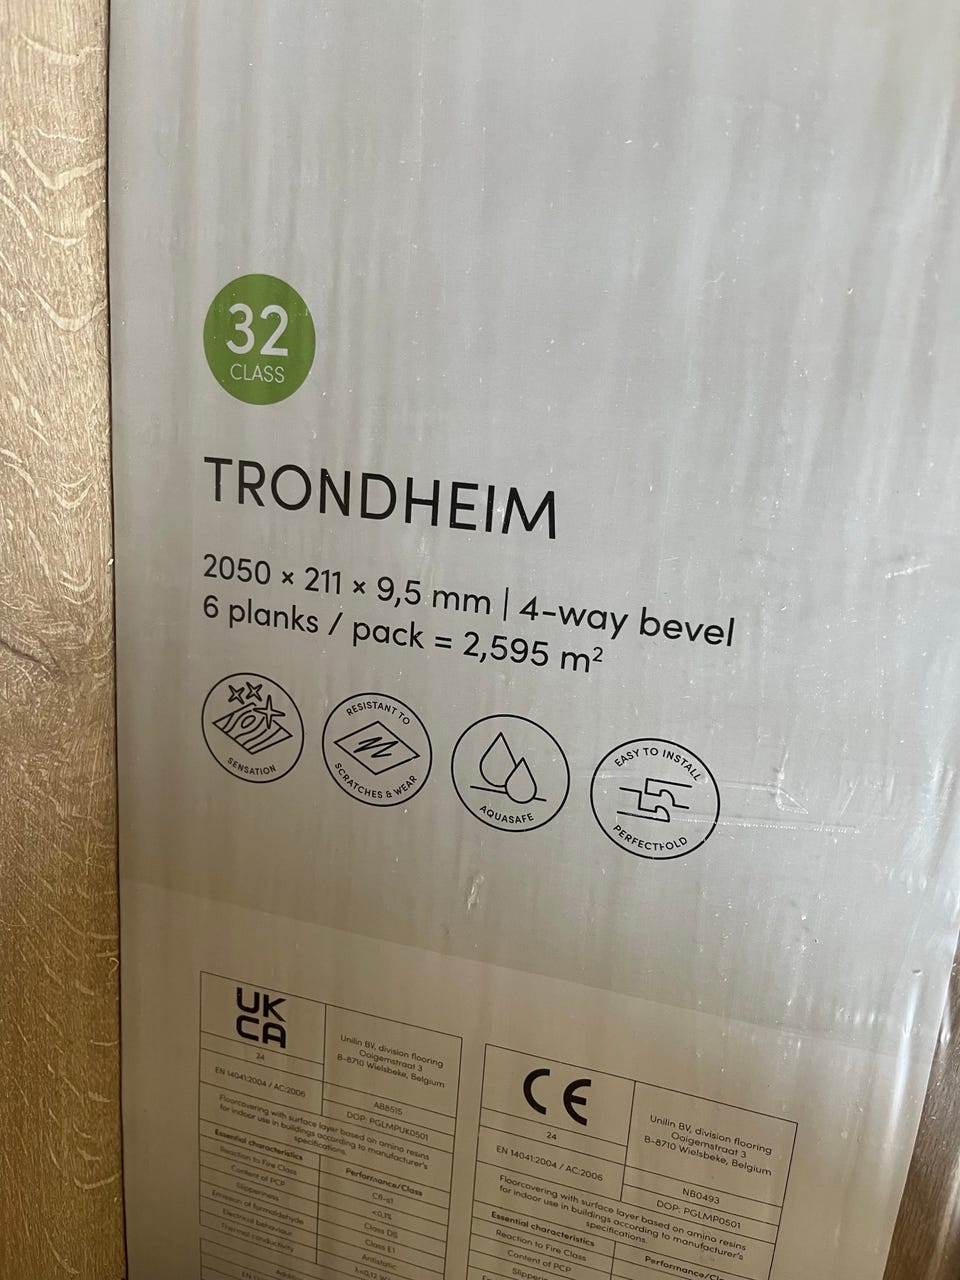 32
CLASS
TRONDHEIM
2050 × 211 × 9,5 mm | 4-way bevel
6 planks / pack = 2,595 m²
SENSATION
RESISTANT TO
SCRATCHES & WEAR
AQUASAFE
EASY TO INSTALL
PERFECTFOLD
UK
CA
24
Unilin BV, division flooring
Ooigemstraat 3
B-8710 Wielsbeke, Belgium
EN 14041:2004 / AC:2006
AB8515
DOP: PGLMPUK0501
Floorcovering with surface layer based on amino resins
for indoor use in buildings according to manufacturer's
specifications.
Essential characteristics
Performance/Class
Reaction to Fire Class
Cfl-s1
Content of PCP
<0,1%
Slipperiness
Class DS
Emission of formaldehyde
Class E1
Electrical behaviour
Antistatic
Thermal conductivity
CE
24
Unilin BV, division flooring
Ooigemstraat 3
B-8710 Wielsbeke, Belgium
EN 14041:2004 / AC:2006
NB0493
DOP: PGLMP0501
Floorcovering with surface layer based on amino resins
for indoor use in buildings according to manufacturer's
specifications.
Essential characteristics
Reaction to Fire Class
Content of PCP